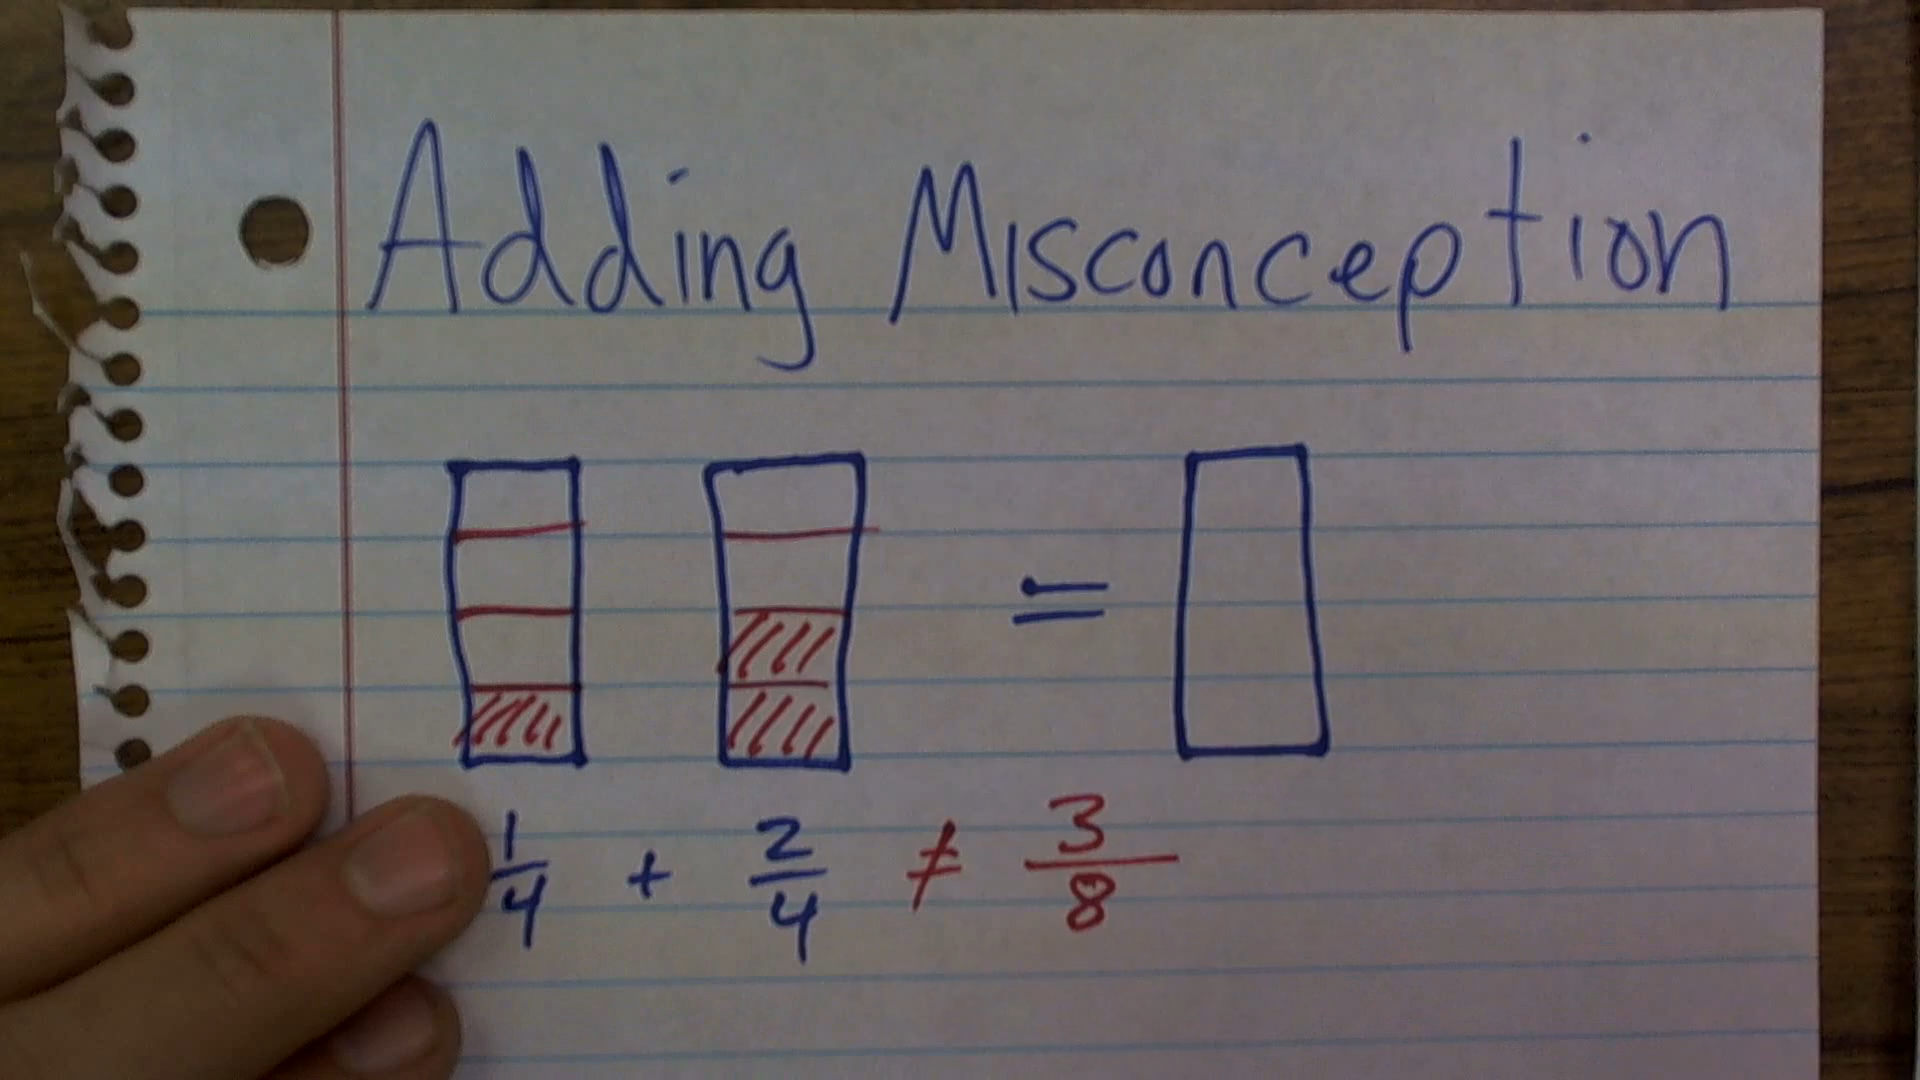 Adding Misconception
=
1/4 + 2/4 ≠ 3/8